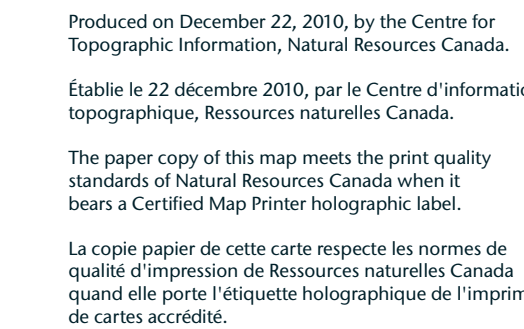 Produced on December 22, 2010, by the Centre for
Topographic Information, Natural Resources Canada.
Établie le 22 décembre 2010, par le Centre d'informatio
topographique, Ressources naturelles Canada.
The paper copy of this map meets the print quality
standards of Natural Resources Canada when it
bears a Certified Map Printer holographic label.
La copie papier de cette carte respecte les normes de
qualité d'impression de Ressources naturelles Canada
quand elle porte l'étiquette holographique de l'imprim
de cartes accrédité.